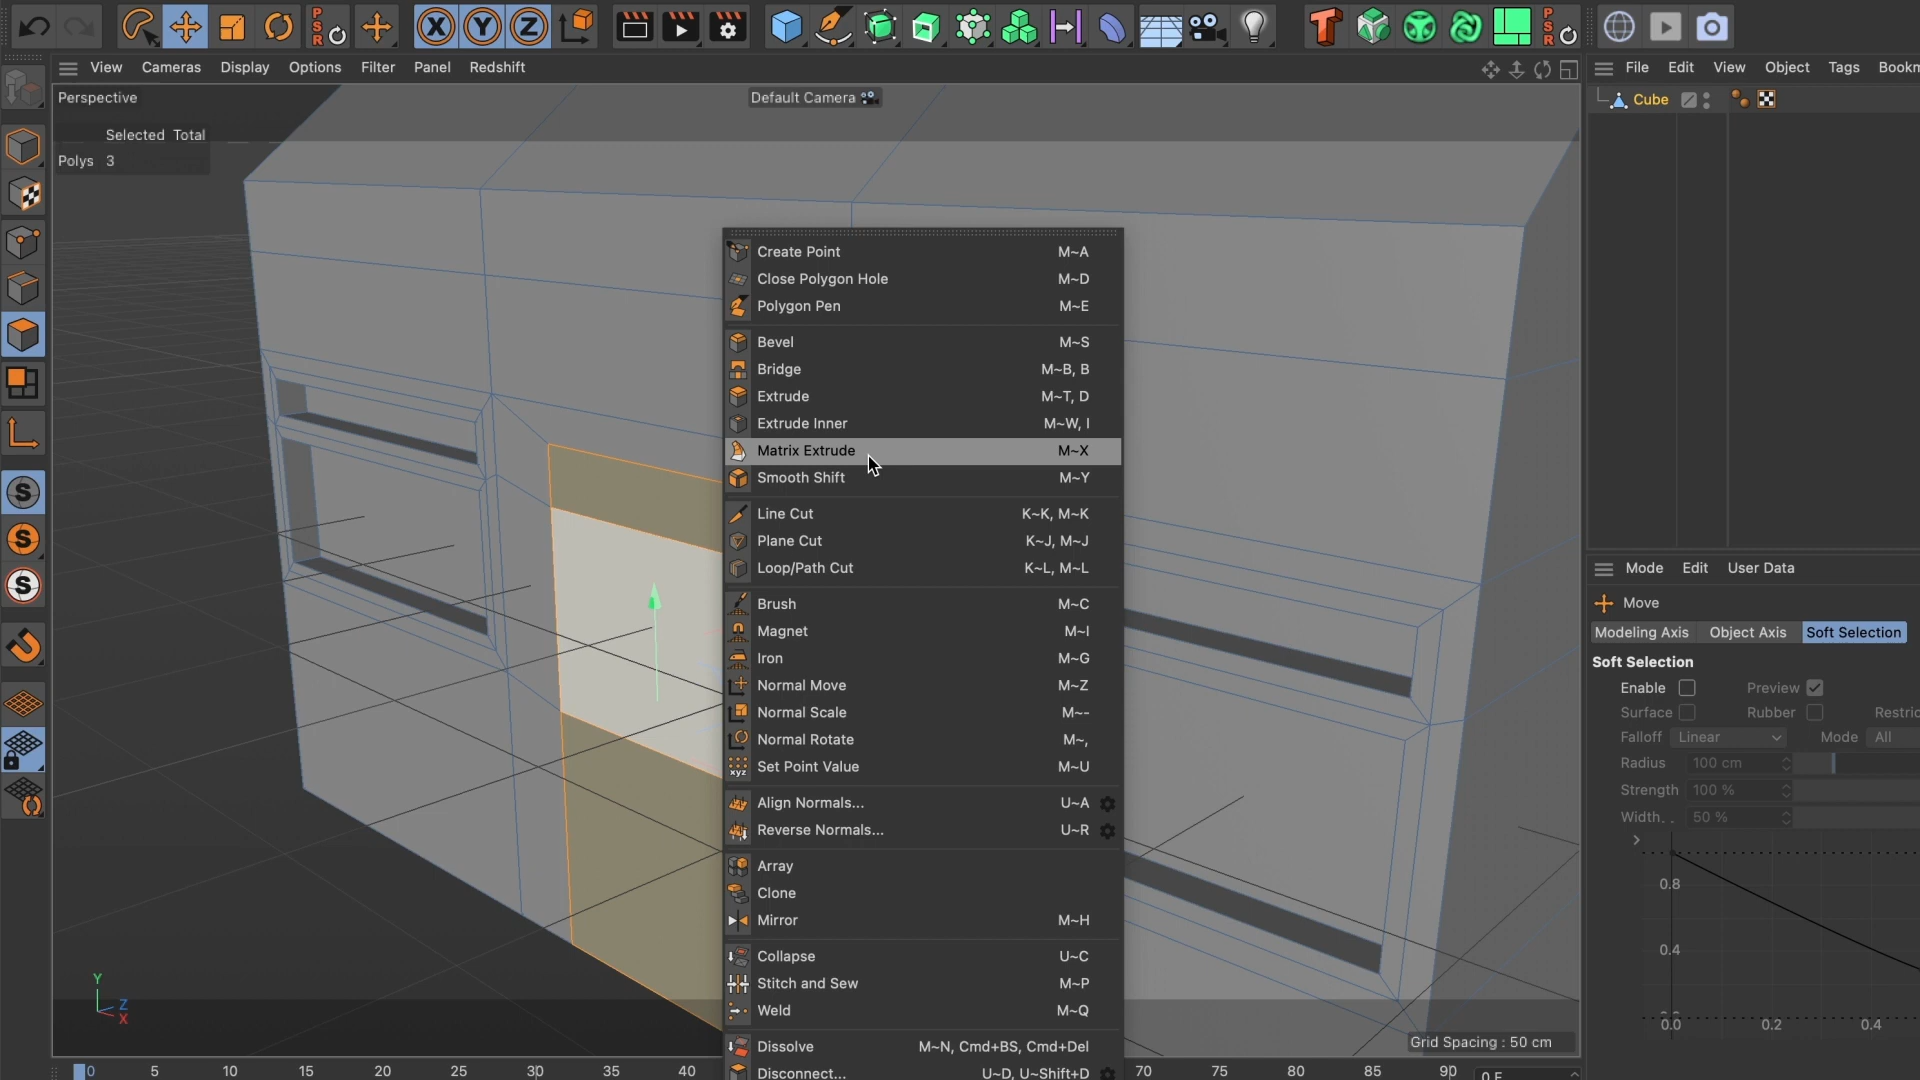 PSR
X Y Z
PSR
View Cameras Display Options Filter Panel Redshift
File Edit View Object Tags Bookm
Perspective
Default Camera
Cube
Selected Total
Polys 3
Create Point M~A
Close Polygon Hole M~D
Polygon Pen M~E
Bevel M~S
Bridge M~B, B
Extrude M~T, D
Extrude Inner M~W, I
Matrix Extrude M~X
Smooth Shift M~Y
Line Cut K~K, M~K
Plane Cut K~J, M~J
Loop/Path Cut K~L, M~L
Brush M~C
Magnet M~I
Iron M~G
Normal Move M~Z
Normal Scale M~-
Normal Rotate M~,
Set Point Value M~U
Align Normals... U~A
Reverse Normals... U~R
Array
Clone
Mirror M~H
Collapse U~C
Stitch and Sew M~P
Weld M~Q
Dissolve M~N, Cmd+BS, Cmd+Del
Disconnect... U~D, U~Shift+D
S
S
S
xyz
Mode Edit User Data
Move
Modeling Axis Object Axis Soft Selection
Soft Selection
Enable Preview
Surface Rubber Restric
Falloff Linear Mode All
Radius 100 cm
Strength 100 %
Width. . 50 %
0.8
0.4
0.0 0.2 0.4
Y
Z
X
Grid Spacing : 50 cm
0 5 10 15 20 25 30 35 40 70 75 80 85 90 0 F